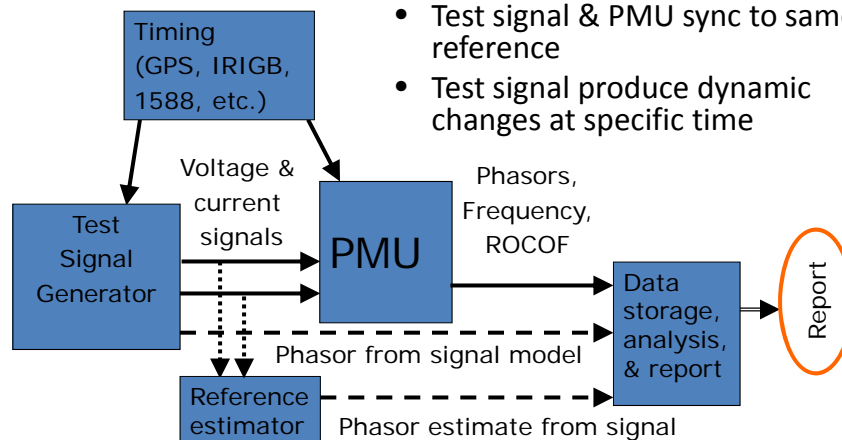 Timing
(GPS, IRIGB,
1588, etc.)
• Test signal & PMU sync to
reference
• Test signal produce dynamic
changes at specific time
Voltage &
current
signals
Phasors,
Frequency,
ROCOF
Test
Signal
Generator
PMU
Data
storage,
analysis,
& report
Report
Phasor from signal model
Reference
estimator
Phasor estimate from signal